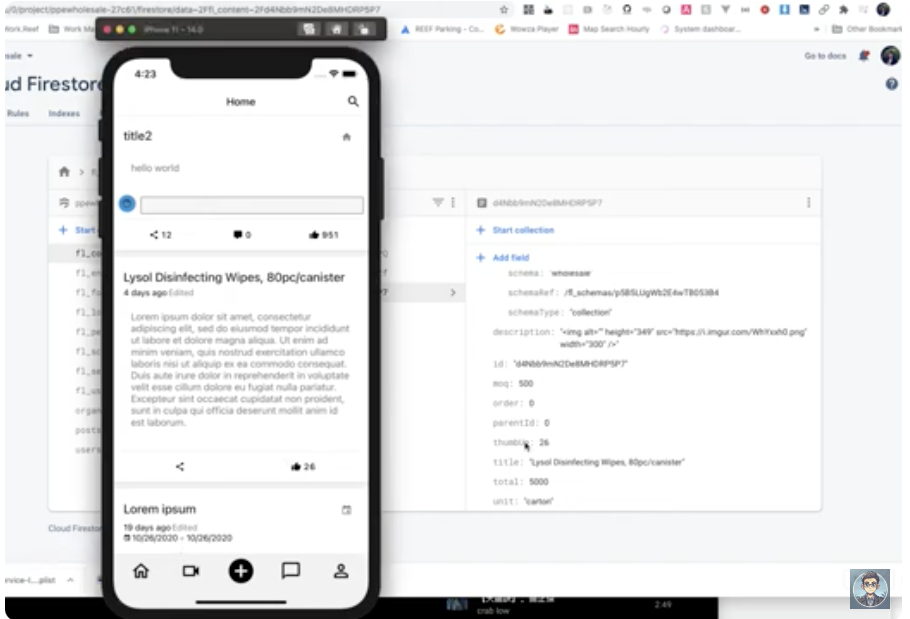 u/0/project/ppewholesale-27c61/firestore/data~2Ffl_content~2Fd4Nbb9mN2De8MHDRP5P7
Work.Reef
Work Ma
iPhone 11 – 14.0
REEF Parking - Co...
Wowza Player
Map Search Hourly
System dashboar...
»
Other Bookmark
sale
Go to docs
ud Firestore
Rules
Indexes
4:23
Home
title2
hello world
12
0
951
Lysol Disinfecting Wipes, 80pc/canister
4 days ago Edited
Lorem ipsum dolor sit amet, consectetur
adipiscing elit, sed do eiusmod tempor incididunt
ut labore et dolore magna aliqua. Ut enim ad
minim veniam, quis nostrud exercitation ullamco
laboris nisi ut aliquip ex ea commodo consequat.
Duis aute irure dolor in reprehenderit in voluptate
velit esse cillum dolore eu fugiat nulla pariatur.
Excepteur sint occaecat cupidatat non proident,
sunt in culpa qui officia deserunt mollit anim id
est laborum.
26
Lorem ipsum
19 days ago Edited
10/26/2020 - 10/26/2020
ppew
+ Start
fl_co
fl_en
fl_fo
fl_lo
fl_pe
fl_sc
fl_se
fl_us
organ
posts
users
Cloud Firesto
d4Nbb9mN2De8MHDRP5P7
+ Start collection
+ Add field
schema: "wholesale"
schemaRef: /fl_schemas/
schemaType: "collection"
description: "<img alt="" height="349" src="https://i.imgur.com/WhYxxh0.png"
width="300" />"
id: "d4Nbb9mN2De8MHDRP5P7"
moq: 500
order: 0
parentId: 0
thumbUp: 26
title: "Lysol Disinfecting Wipes, 80pc/canister"
total: 5000
unit: "carton"
ervice-I....plist
crab low
2:49